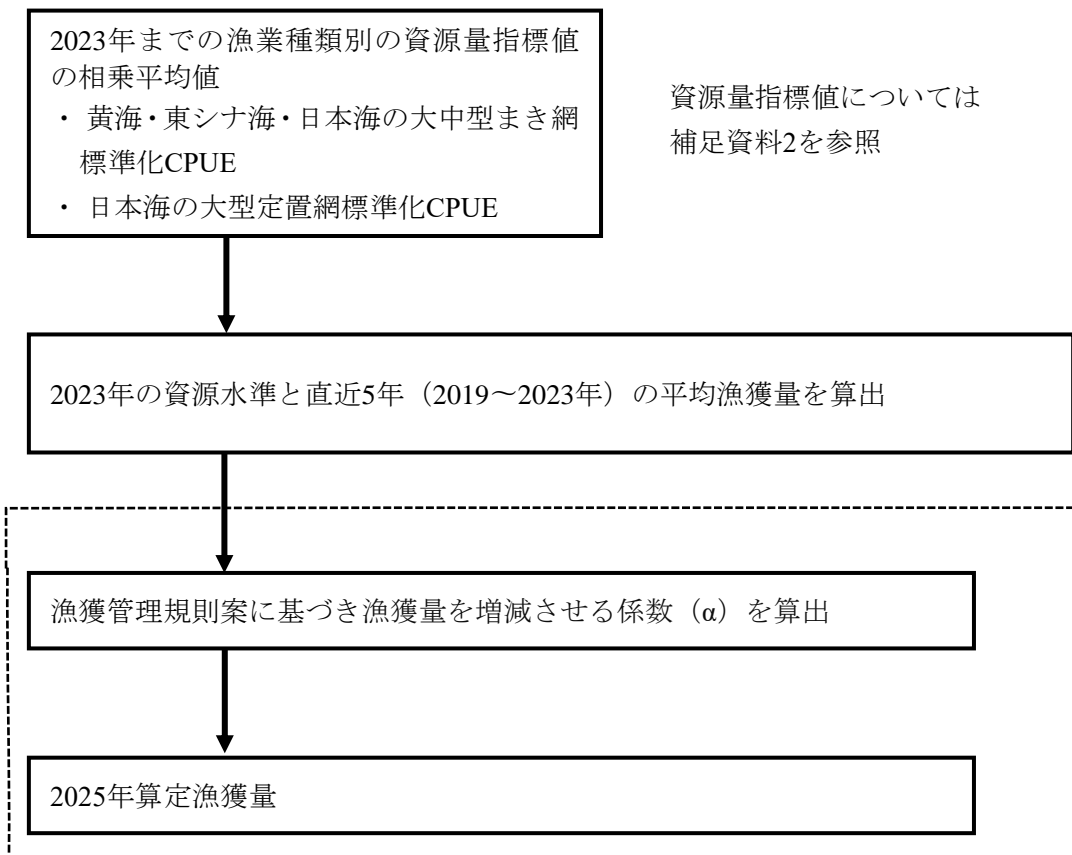 2023年までの漁業種類別の資源量指標値
の相乗平均値
・ 黄海・東シナ海・日本海の大中型まき網
標準化CPUE
・ 日本海の大型定置網標準化CPUE
資源量指標値については
補足資料2を参照
2023年の資源水準と直近5年（2019～2023年）の平均漁獲量を算出
漁獲管理規則案に基づき漁獲量を増減させる係数（α）を算出
2025年算定漁獲量